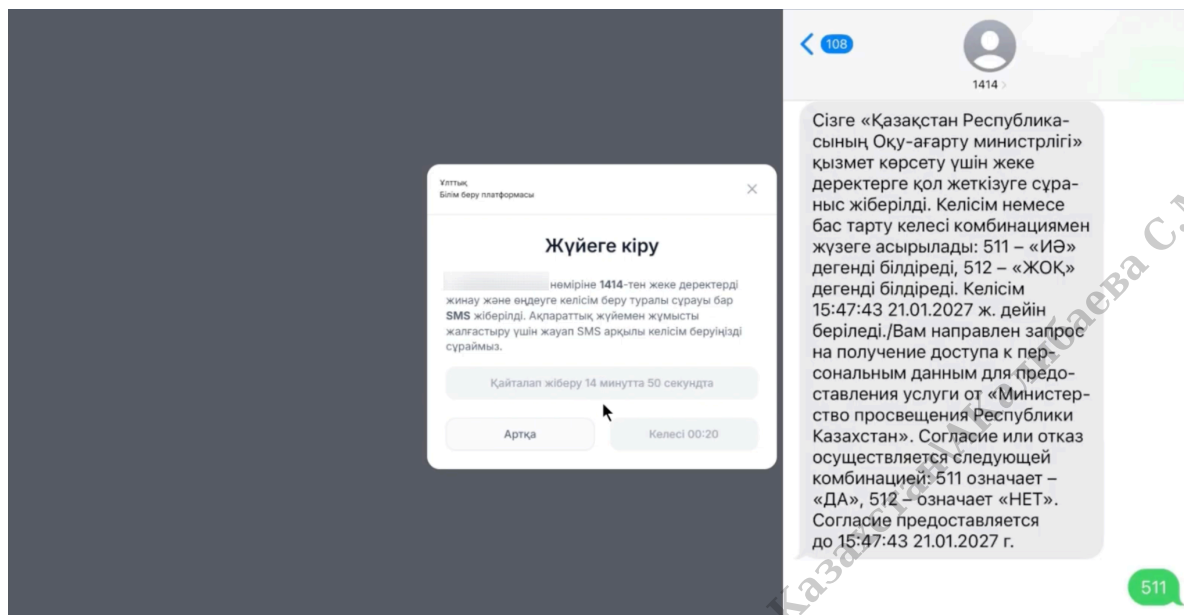 Ұлттық
Білім беру платформасы
Жүйеге кіру
нөміріне 1414-тен жеке деректерді
жинау және өңдеуге келісім беру туралы сұрауы бар
SMS жіберілді. Ақпараттық жүйемен жұмысты
жалғастыру үшін жауап SMS арқылы келісім беруіңізді
сұраймыз.
Қайталап жіберу 14 минутта 50 секундта
Артқа
Келесі 00:20
108
1414
Сізге «Қазақстан Республика-
сының Оқу-ағарту министрлігі»
қызмет көрсету үшін жеке
деректерге қол жеткізуге сұра-
ныс жіберілді. Келісім немесе
бас тарту келесі комбинациямен
жүзеге асырылады: 511 – «ИӘ»
дегенді білдіреді, 512 – «ЖОҚ»
дегенді білдіреді. Келісім
15:47:43 21.01.2027 ж. дейін
беріледі./Вам направлен запрос
на получение доступа к пер-
сональным данным для предо-
ставления услуги от «Министер-
ство просвещения Республики
Казахстан». Согласие или отказ
осуществляется следующей
комбинацией: 511 означает –
«ДА», 512 – означает «НЕТ».
Согласие предоставляется
до 15:47:43 21.01.2027 г.
511